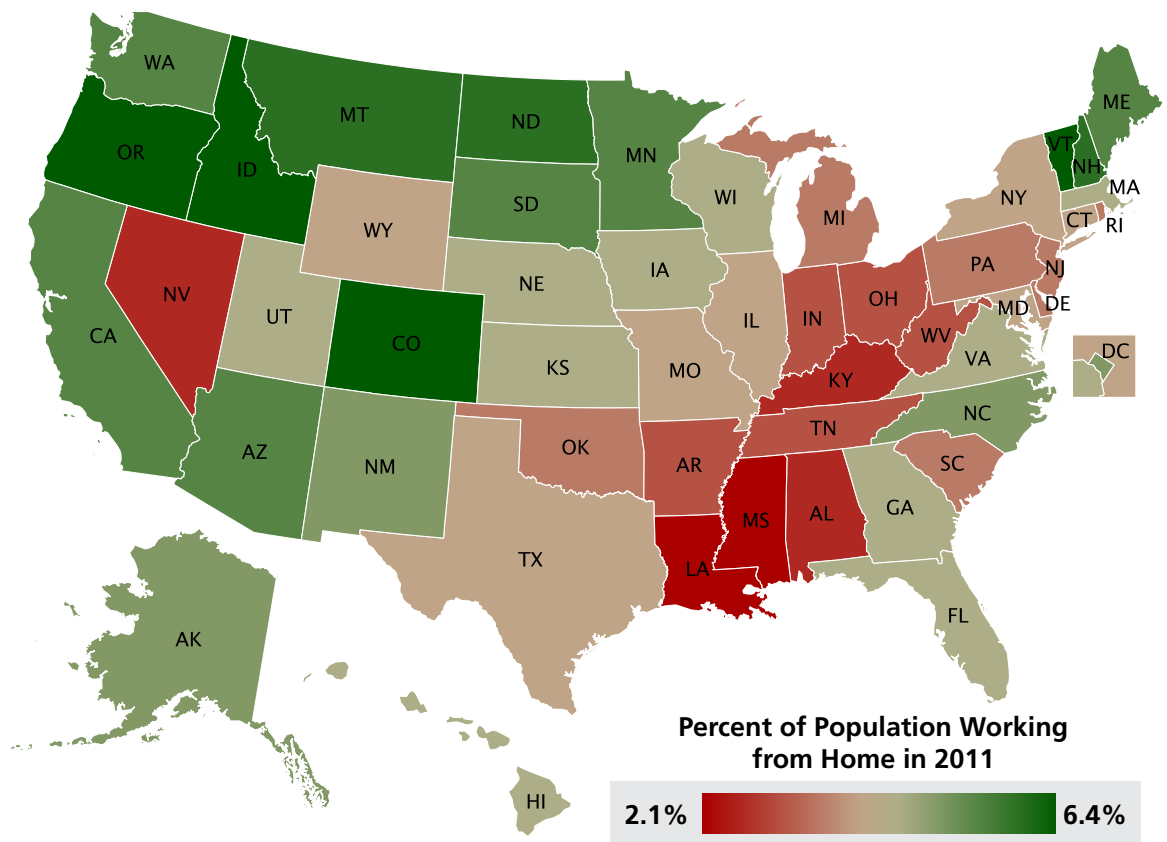 WA
MT
ND
MN
ME
OR
ID
VT
NH
SD
WI
MA
NY
MI
CT
RI
WY
IA
PA
NJ
NE
NV
UT
OH
DE
IN
MD
IL
CA
CO
WV
VA
DC
KS
MO
KY
NC
TN
AZ
NM
OK
AR
SC
GA
MS
AL
TX
LA
FL
AK
HI
Percent of Population Working
from Home in 2011
2.1% 6.4%